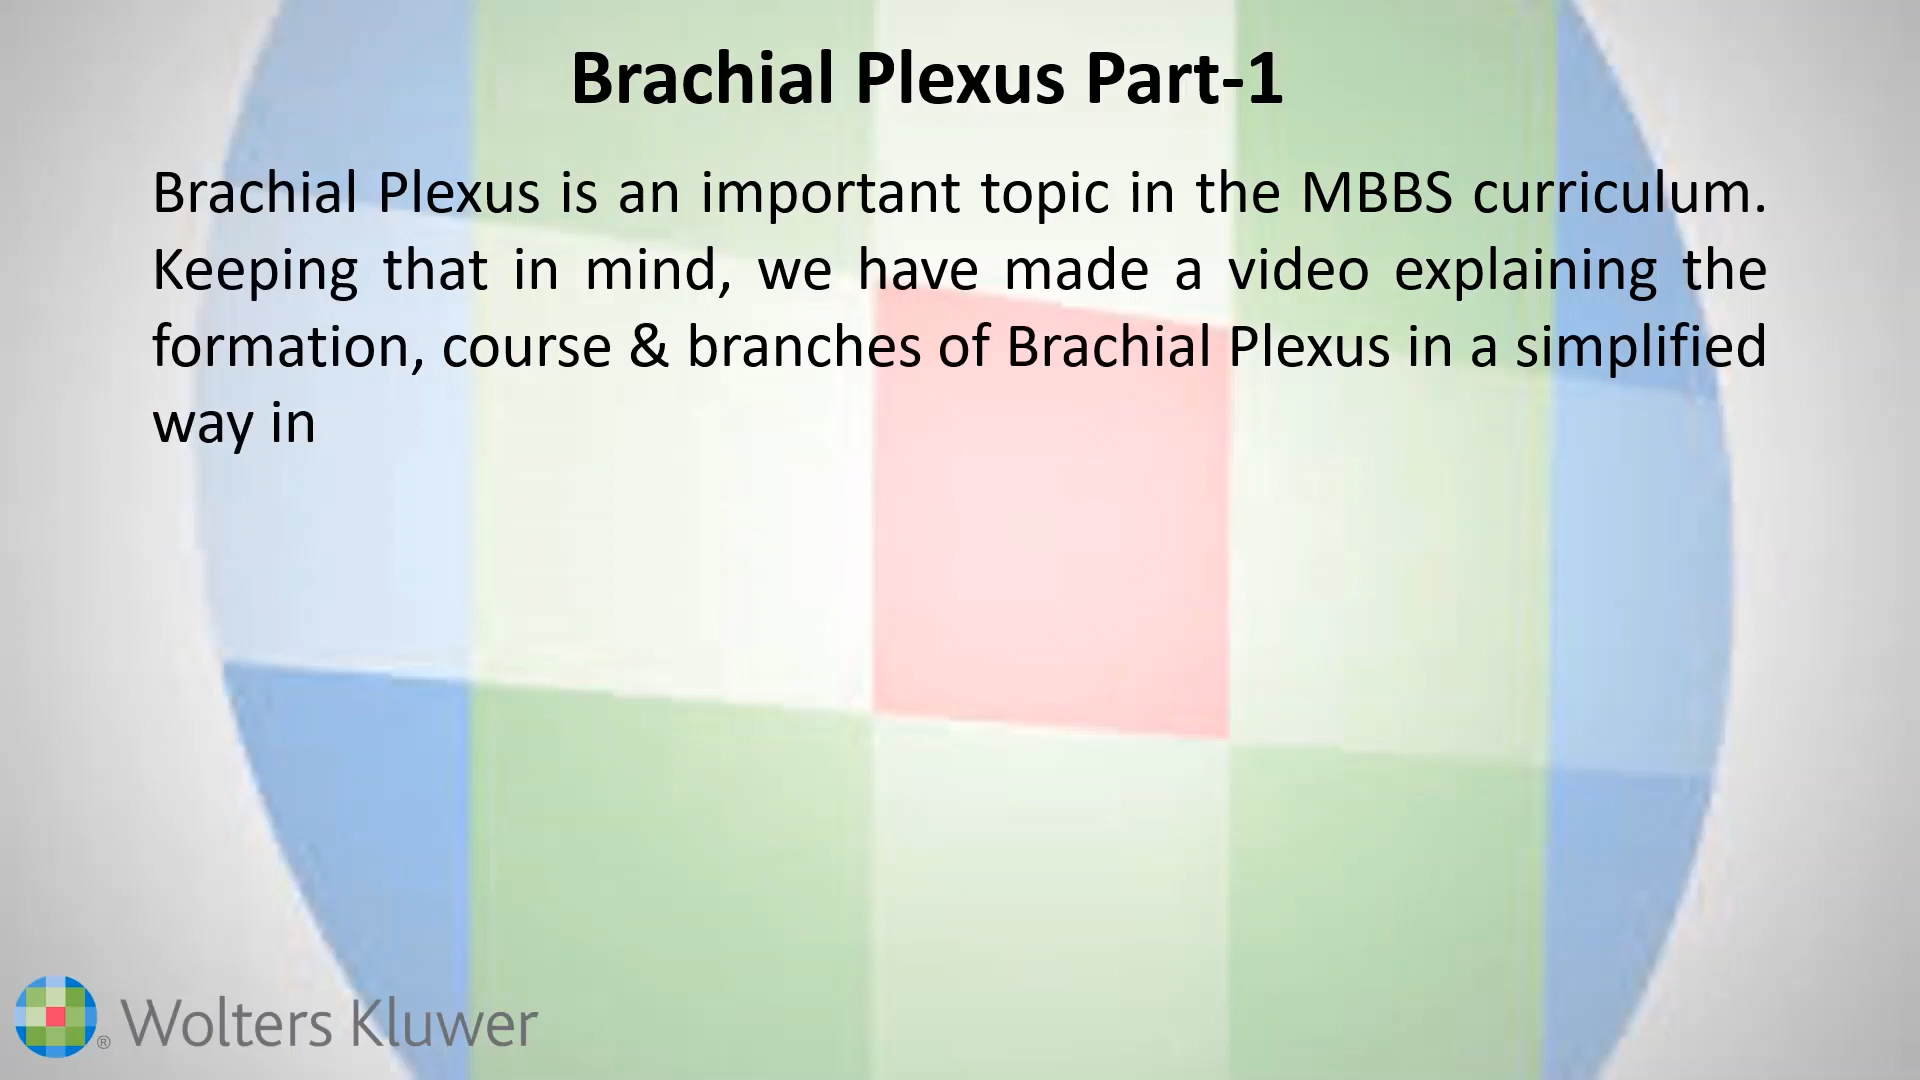 Brachial Plexus Part-1
Brachial Plexus is an important topic in the MBBS curriculum.
Keeping that in mind, we have made a video explaining the
formation, course & branches of Brachial Plexus in a simplified
way in
® Wolters Kluwer